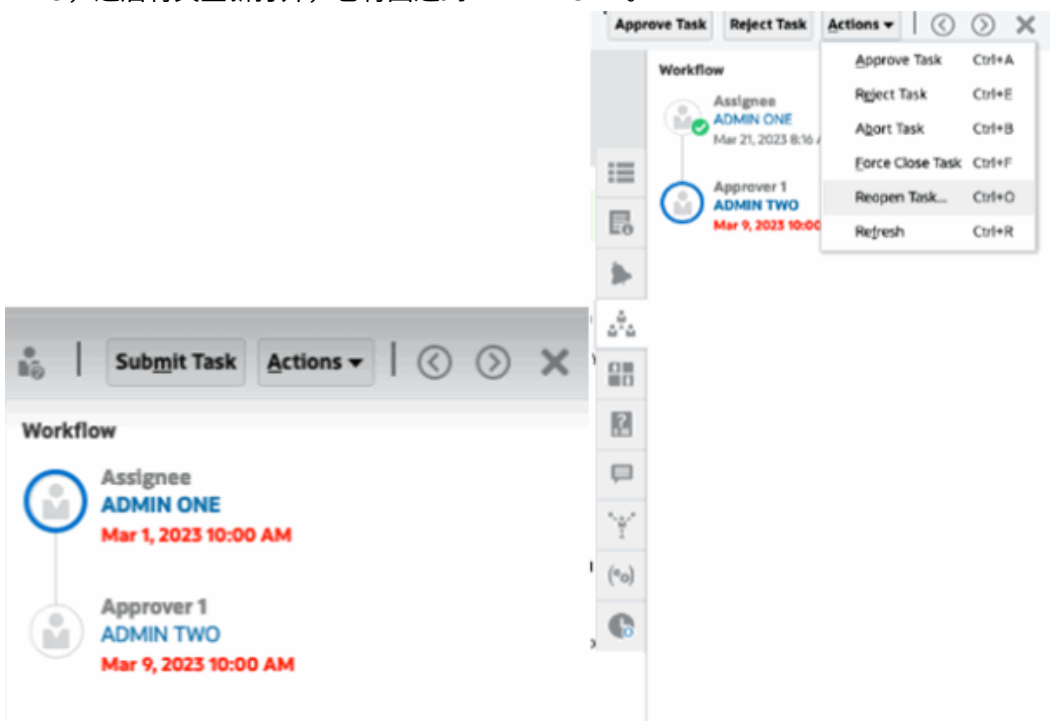 Approve Task Reject Task Actions
Workflow
Assignee
ADMIN ONE
Mar 21, 2023 8:16
Approver 1
ADMIN TWO
Mar 9, 2023 10:00
Approve Task Ctrl+A
Reject Task Ctrl+E
Abort Task Ctrl+B
Force Close Task Ctrl+F
Reopen Task... Ctrl+O
Refresh Ctrl+R
Submit Task Actions
Workflow
Assignee
ADMIN ONE
Mar 1, 2023 10:00 AM
Approver 1
ADMIN TWO
Mar 9, 2023 10:00 AM